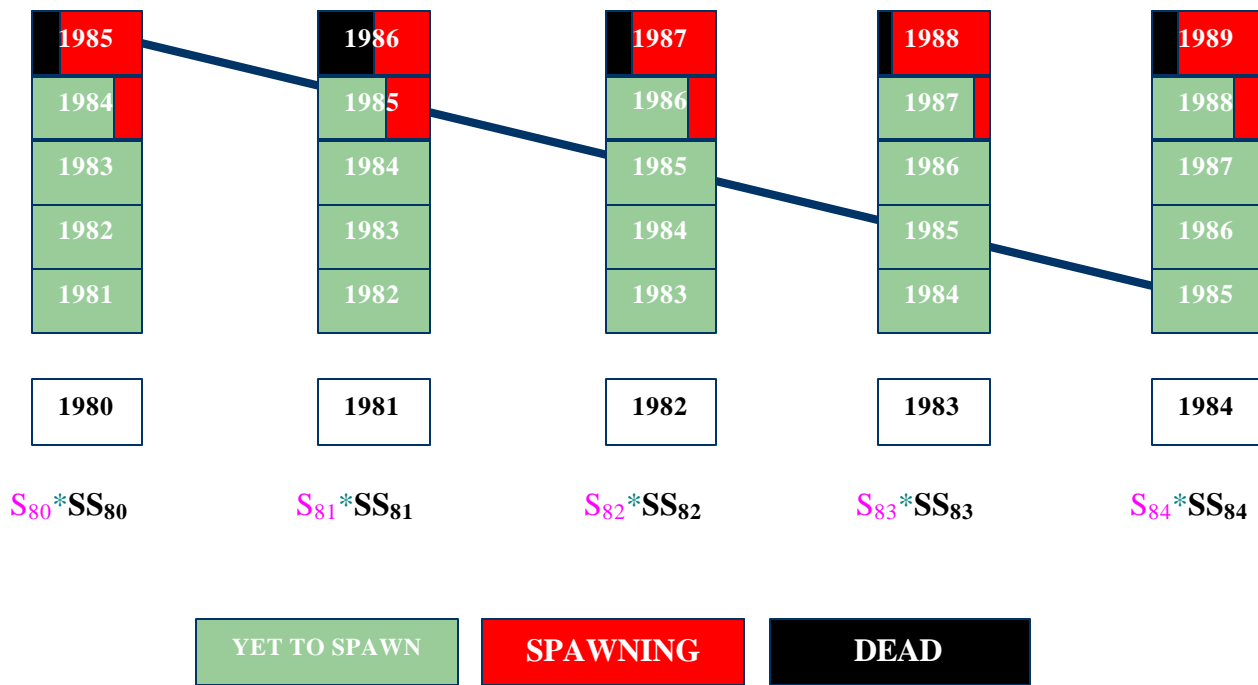 1985 1986 1987 1988 1989
1984 1985 1986 1987 1988
1983 1984 1985 1986 1987
1982 1983 1984 1985 1986
1981 1982 1983 1984 1985
1980 1981 1982 1983 1984
S80*SS80 S81*SS81 S82*SS82 S83*SS83 S84*SS84
YET TO SPAWN SPAWNING DEAD